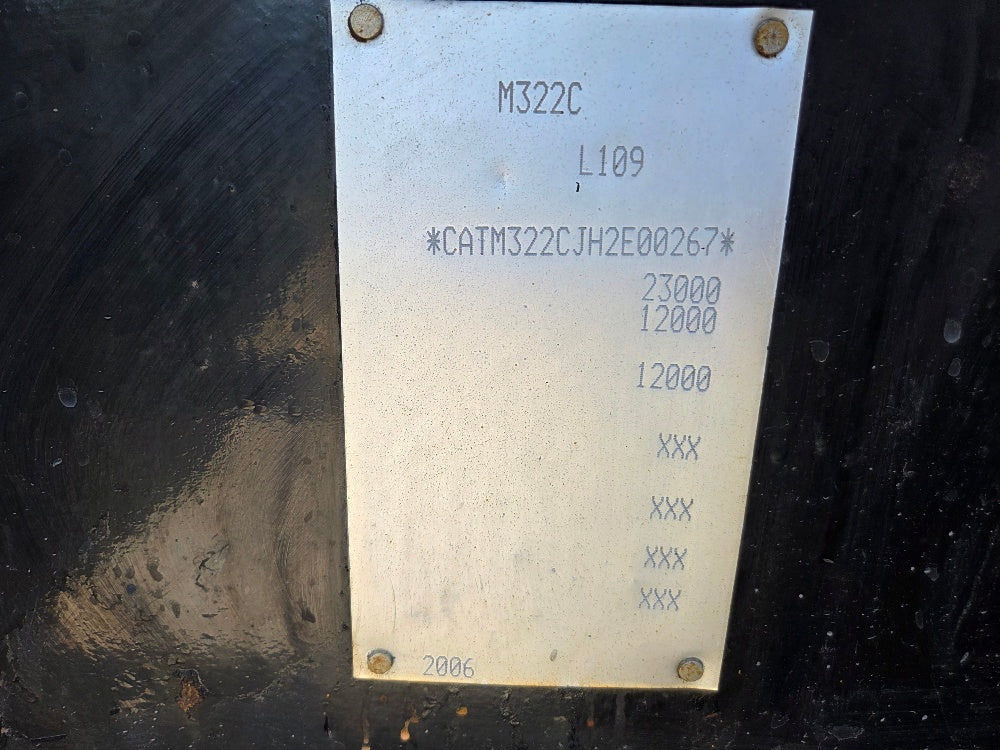 M322C
L109
*CATM322CJH2E00267*
23000
12000
12000
XXX
XXX
XXX
XXX
2006